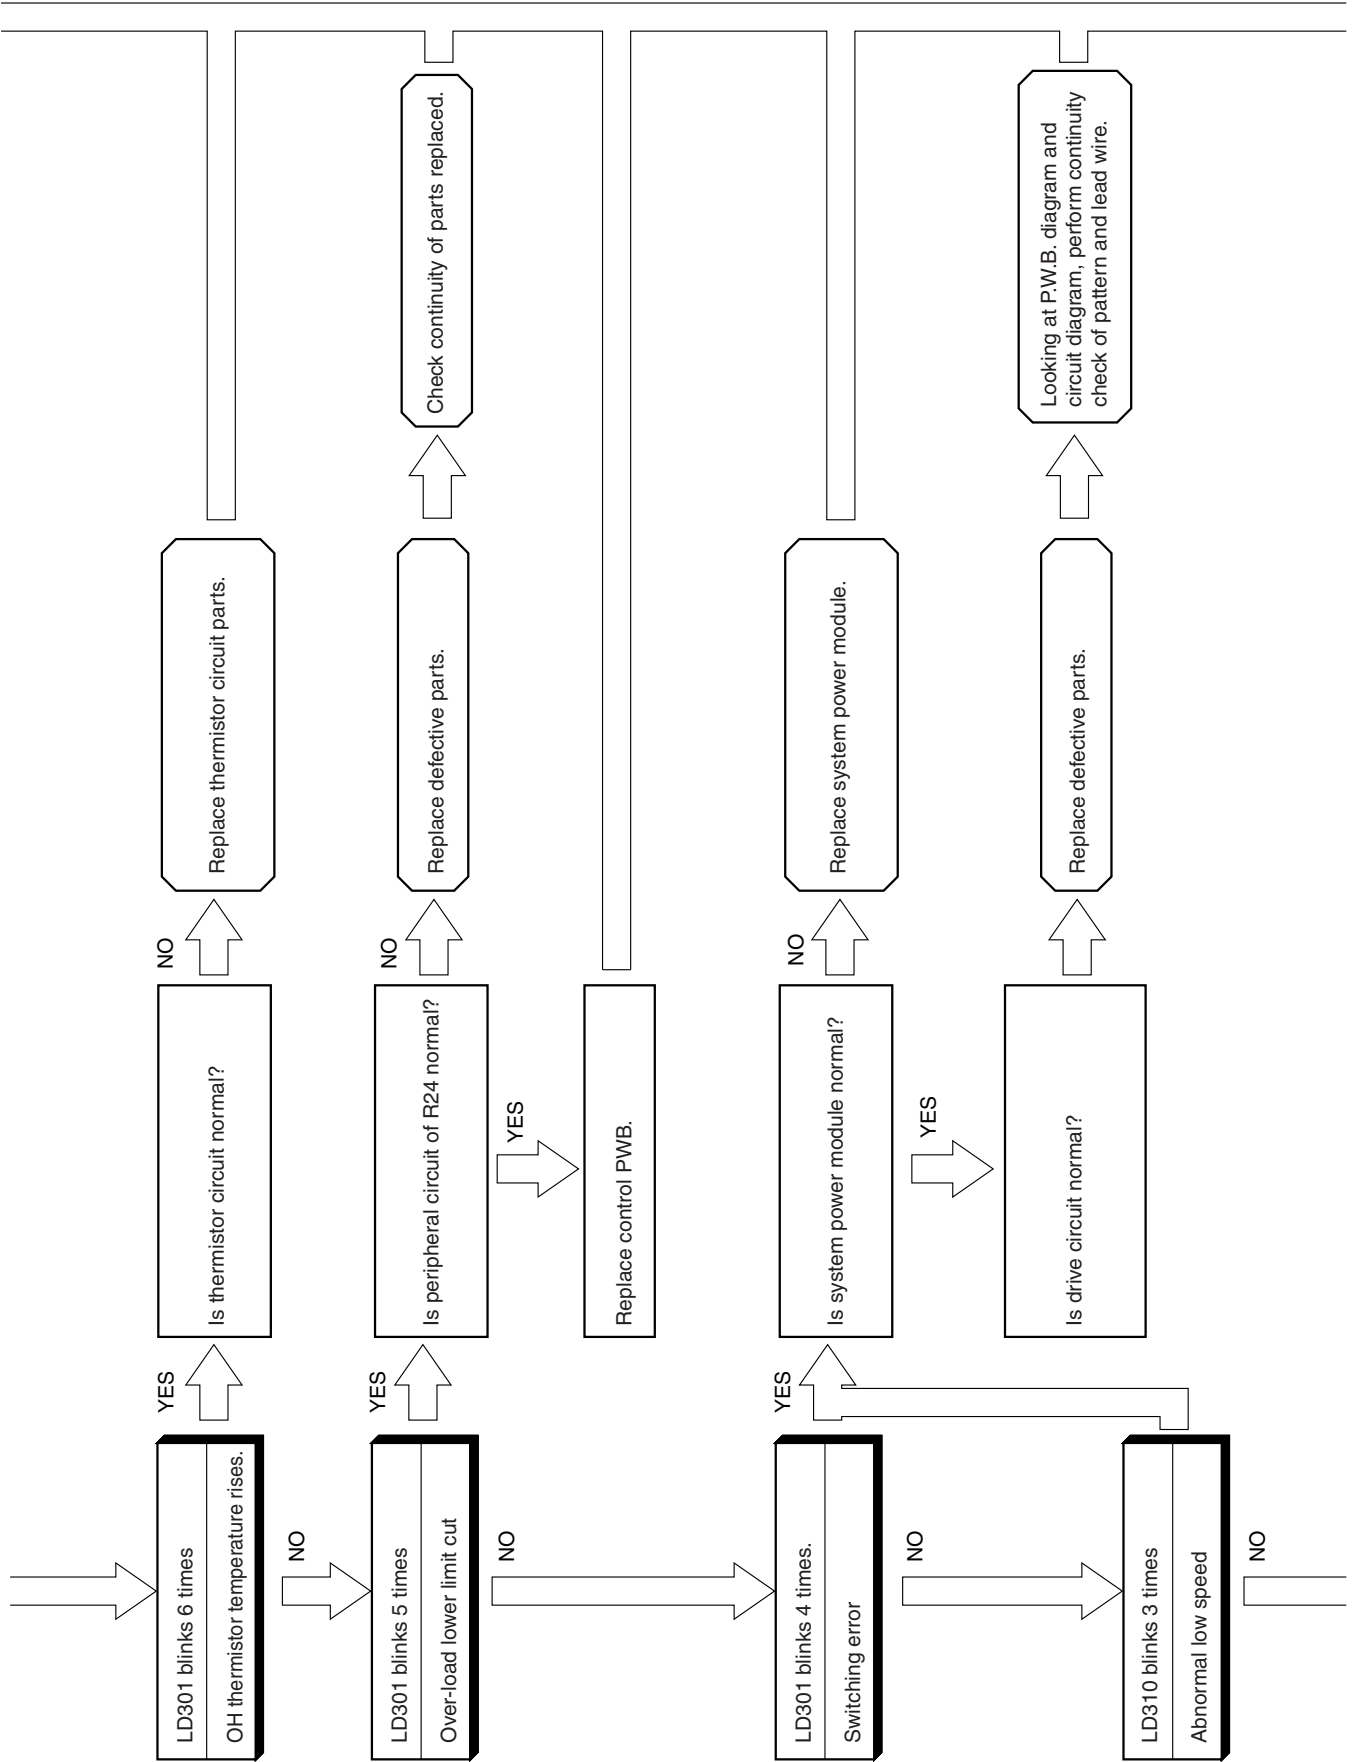 LD301 blinks 6 times
OH thermistor temperature rises.
YES
Is thermistor circuit normal?
NO
Replace thermistor circuit parts.
NO
LD301 blinks 5 times
Over-load lower limit cut
YES
Is peripheral circuit of R24 normal?
NO
Replace defective parts.
Check continuity of parts replaced.
YES
Replace control PWB.
NO
LD301 blinks 4 times.
Switching error
YES
Is system power module normal?
NO
Replace system power module.
YES
Is drive circuit normal?
Replace defective parts.
Looking at P.W.B. diagram and
circuit diagram, perform continuity
check of pattern and lead wire.
NO
LD310 blinks 3 times
Abnormal low speed
NO